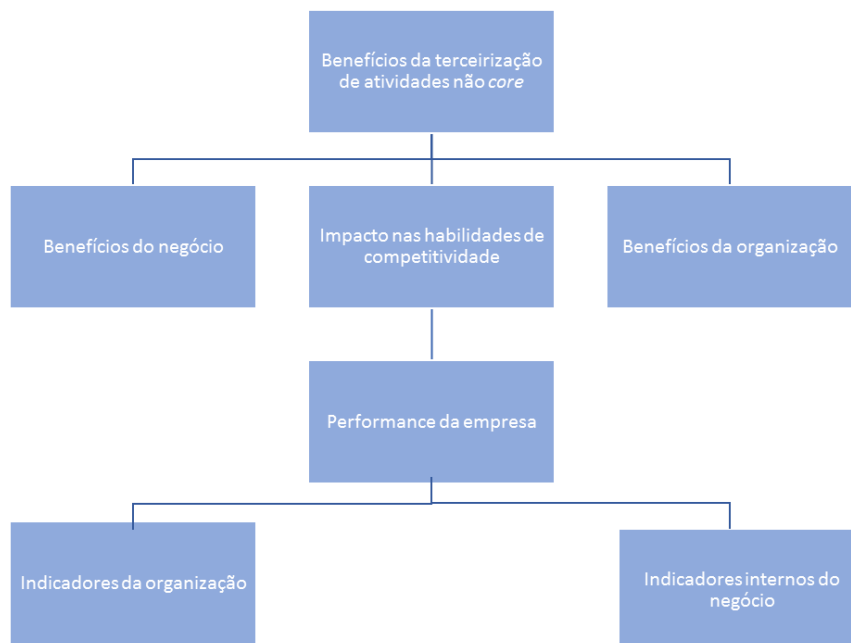 Benefícios da terceirização
de atividades não core
Benefícios do negócio
Impacto nas habilidades de
competitividade
Benefícios da organização
Performance da empresa
Indicadores da organização
Indicadores internos do
negócio